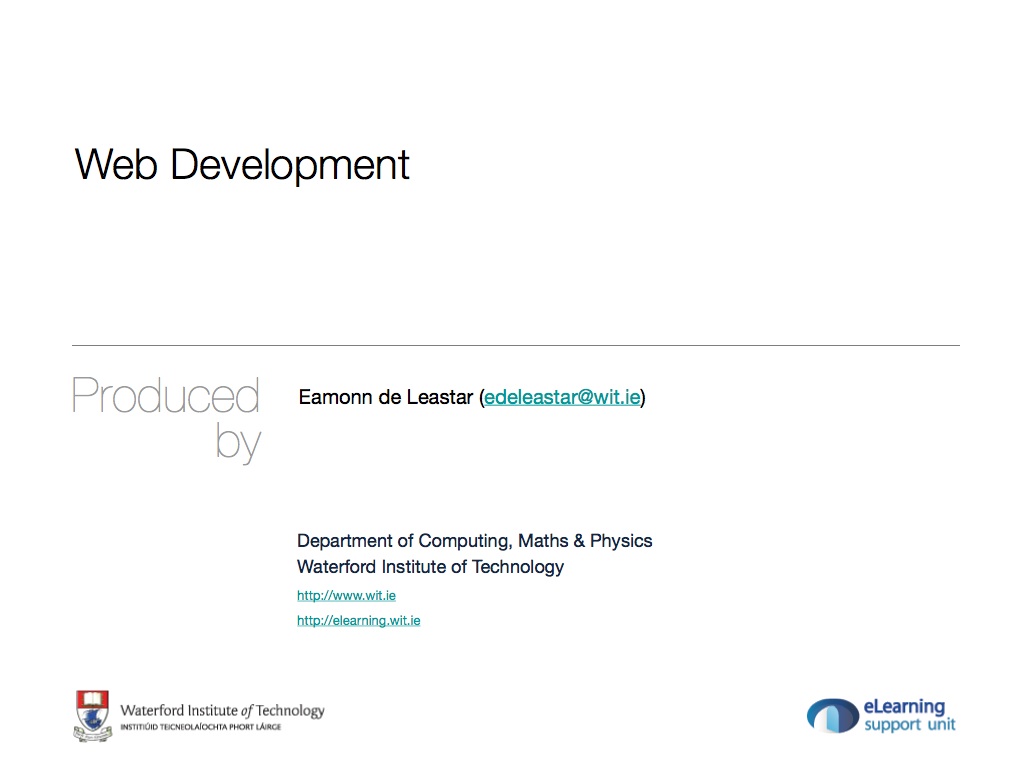 Web Development
Produced
by
Eamonn de Leastar (edeleastar@wit.ie)
Department of Computing, Maths & Physics
Waterford Institute of Technology
http://www.wit.ie
http://elearning.wit.ie
Waterford Institute of Technology
INSTITIÚID TEICNEOLAÍOCHTA PHORT LÁIRGE
eLearning
support unit